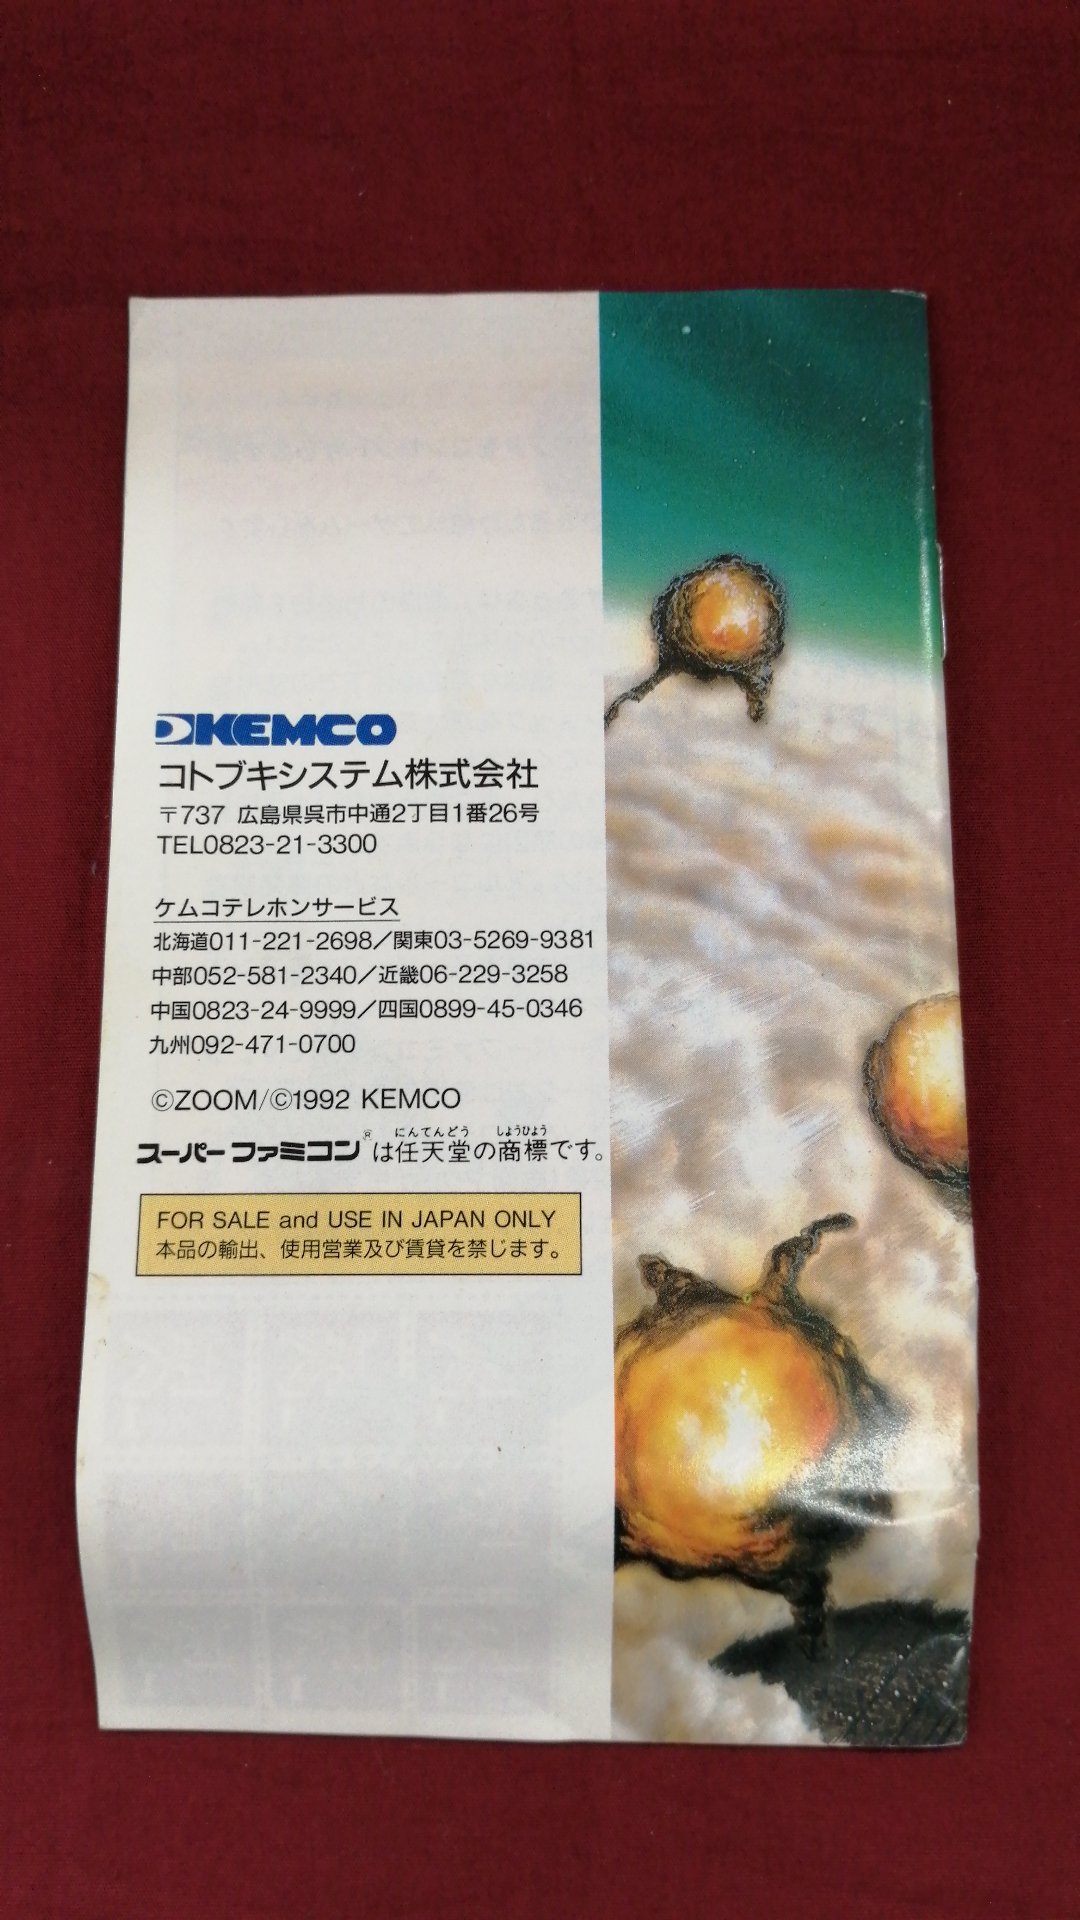 KEMCO
コトブキシステム株式会社
〒737 広島県呉市中通2丁目1番26号
TEL0823-21-3300
ケムコテレホンサービス
北海道011-221-2698／関東03-5269-9381
中部052-581-2340／近畿06-229-3258
中国0823-24-9999／四国0899-45-0346
九州092-471-0700
©ZOOM/©1992 KEMCO
にんてんどう しょうひょう
スーパーファミコン®は任天堂の商標です。
FOR SALE and USE IN JAPAN ONLY
本品の輸出、使用営業及び賃貸を禁じます。